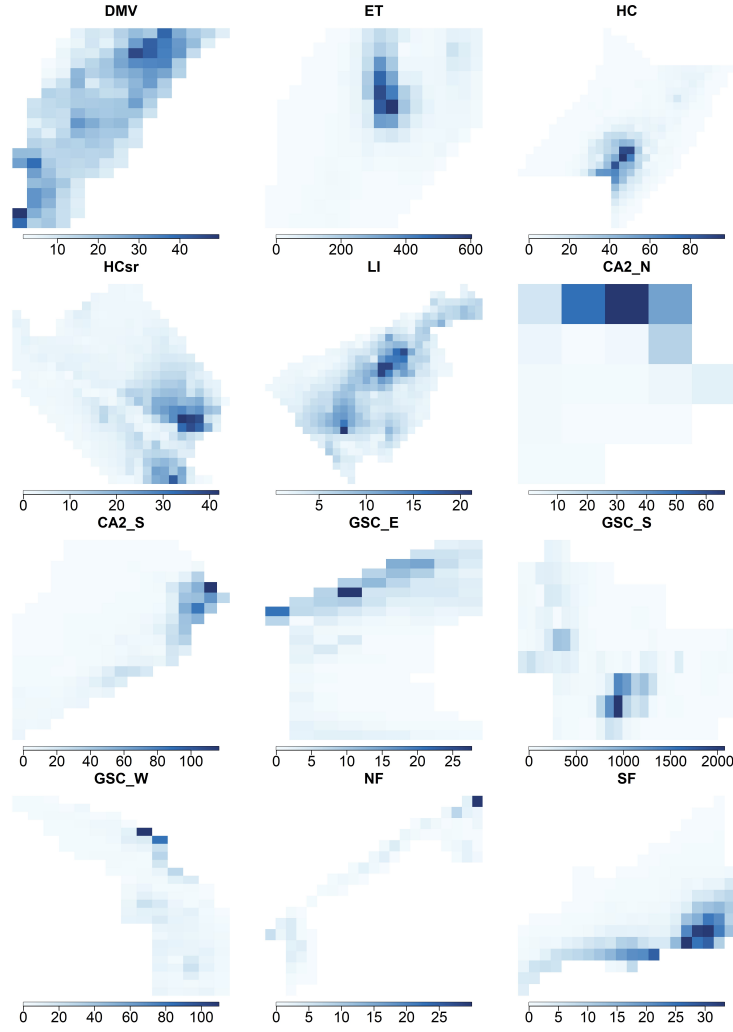 DMV ET HC
10 20 30 40 0 200 400 600 0 20 40 60 80
HCsr LI CA2_N
0 10 20 30 40 5 10 15 20 10 20 30 40 50 60
CA2_S GSC_E GSC_S
0 20 40 60 80 100 0 5 10 15 20 25 0 500 1000 1500 2000
GSC_W NF SF
0 20 40 60 80 100 0 5 10 15 20 25 0 5 10 15 20 25 30